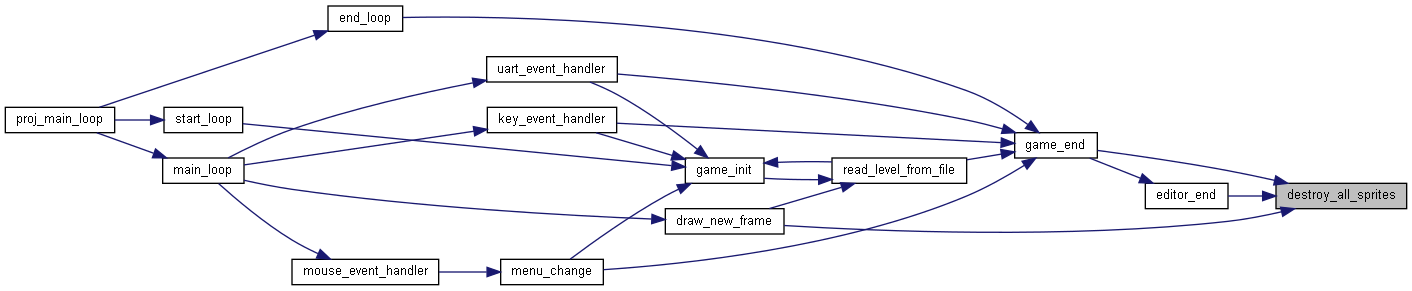 end_loop
uart_event_handler
proj_main_loop
start_loop
key_event_handler
game_end
main_loop
game_init
read_level_from_file
destroy_all_sprites
editor_end
draw_new_frame
mouse_event_handler
menu_change